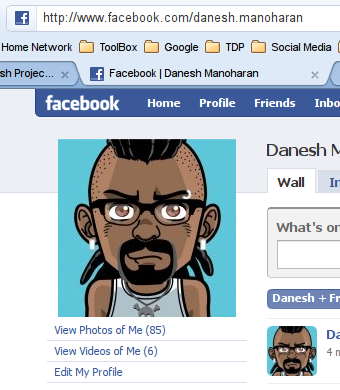 http://www.facebook.com/danesh.manoharan
Home Network ToolBox Google TDP Social Media
sh Projec... Facebook | Danesh Manoharan
facebook Home Profile Friends Inbo
Danesh M
Wall In
What's on
Danesh + Fr
View Photos of Me (85)
Da
View Videos of Me (6)
4 m
Edit My Profile